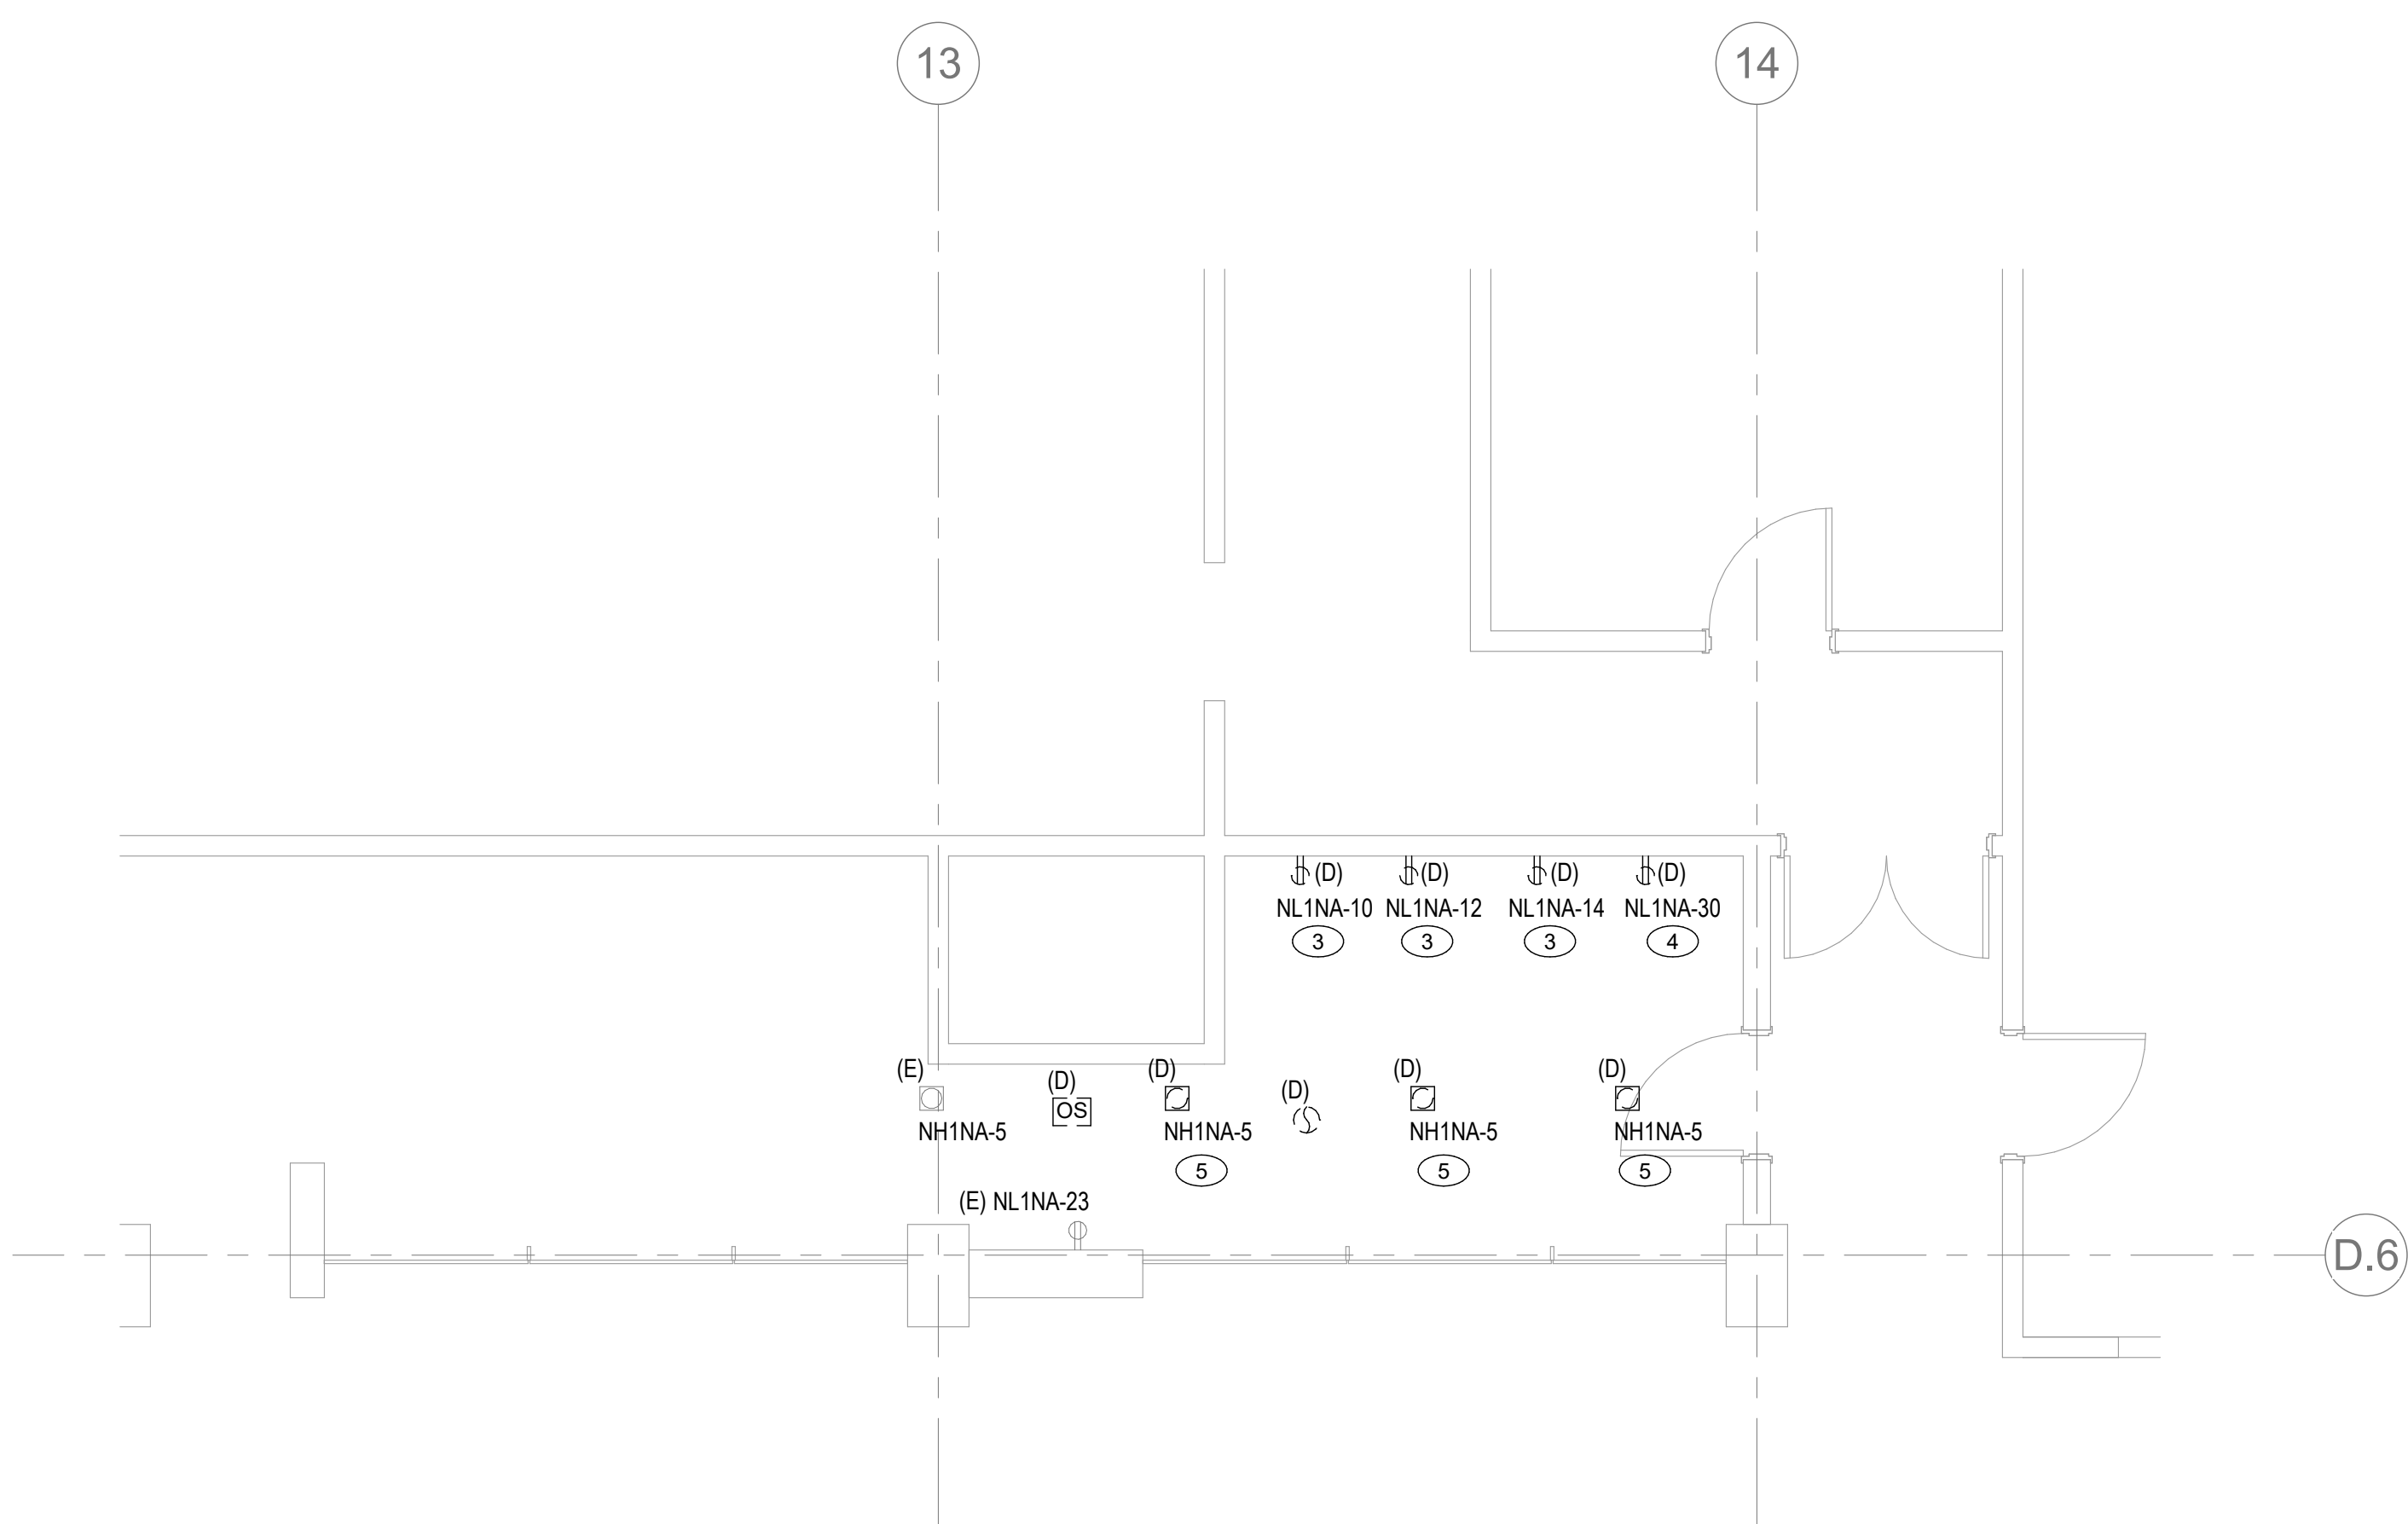 13
14
(D) (D) (D) (D)
NL1NA-10 NL1NA-12 NL1NA-14 NL1NA-30
3 3 3 4
(E) (D) (D) (D) (D) (D)
OS
NH1NA-5 NH1NA-5 NH1NA-5 NH1NA-5
5 5 5
(E) NL1NA-23
D.6